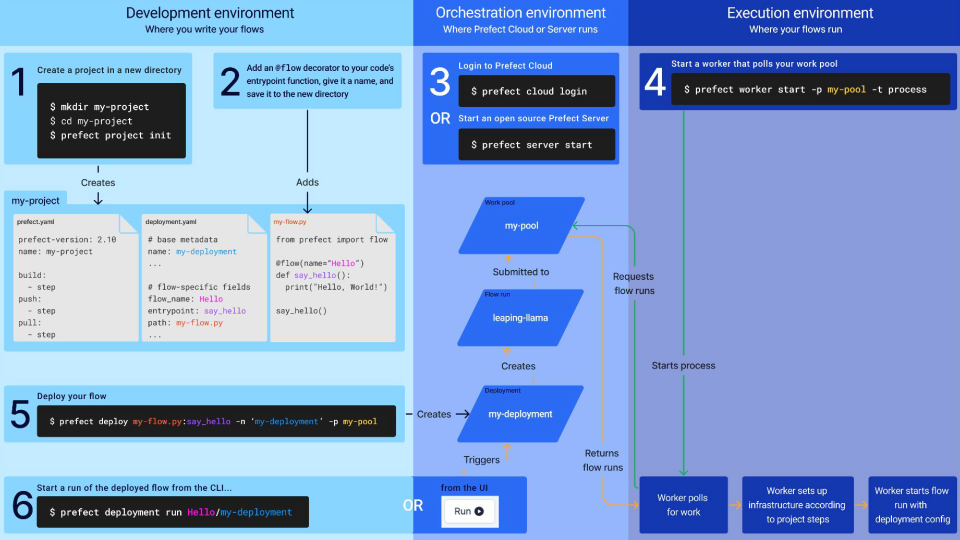 Development environment
Where you write your flows
Orchestration environment
Where Prefect Cloud or Server runs
Execution environment
Where your flows run
1
Create a project in a new directory
$ mkdir my-project
$ cd my-project
$ prefect project init
2
Add an @flow decorator to your code's
entrypoint function, give it a name, and
save it to the new directory
3
Login to Prefect Cloud
$ prefect cloud login
OR
Start an open source Prefect Server
$ prefect server start
4
Start a worker that polls your work pool
$ prefect worker start -p my-pool -t process
Creates
Adds
my-project
prefect.yaml
prefect-version: 2.10
name: my-project
build:
- step
push:
- step
pull:
- step
deployment.yaml
# base metadata
name: my-deployment
...
# flow-specific fields
flow_name: Hello
entrypoint: say_hello
path: my-flow.py
...
my-flow.py
from prefect import flow
@flow(name="Hello")
def say_hello():
print("Hello, World!")
say_hello()
Work pool
my-pool
Submitted to
Flow run
leaping-llama
Creates
Deployment
my-deployment
Triggers
Requests
flow runs
Returns
flow runs
Starts process
5
Deploy your flow
$ prefect deploy my-flow.py:say_hello -n 'my-deployment' -p my-pool
Creates
6
Start a run of the deployed flow from the CLI...
$ prefect deployment run Hello/my-deployment
OR
from the UI
Run
Worker polls
for work
Worker sets up
infrastructure according
to project steps
Worker starts flow
run with
deployment config